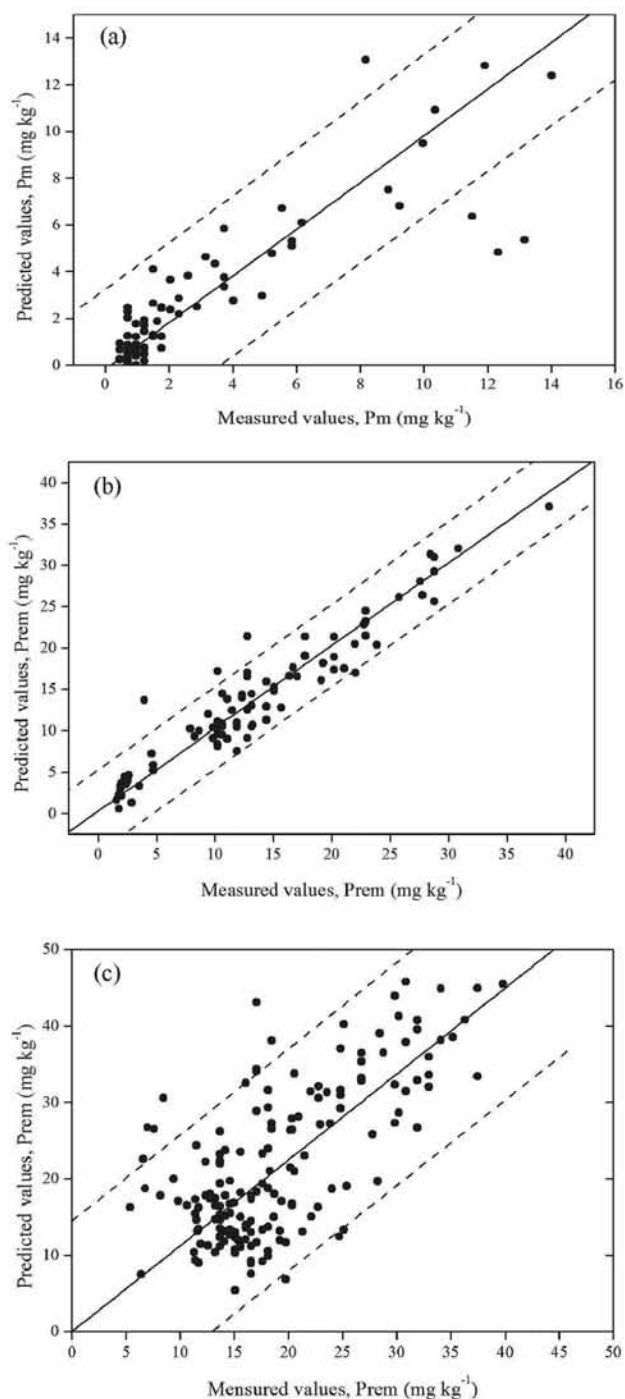 (a)
14
12
10
8
6
4
2
0
Predicted values, Pm (mg kg-1)
0 2 4 6 8 10 12 14 16
Measured values, Pm (mg kg-1)
(b)
40
35
30
25
20
15
10
5
0
Predicted values, Prem (mg kg-1)
0 5 10 15 20 25 30 35 40
Measured values, Prem (mg kg-1)
(c)
50
40
30
20
10
0
Predicted values, Prem (mg kg-1)
0 5 10 15 20 25 30 35 40 45 50
Mensured values, Prem (mg kg-1)